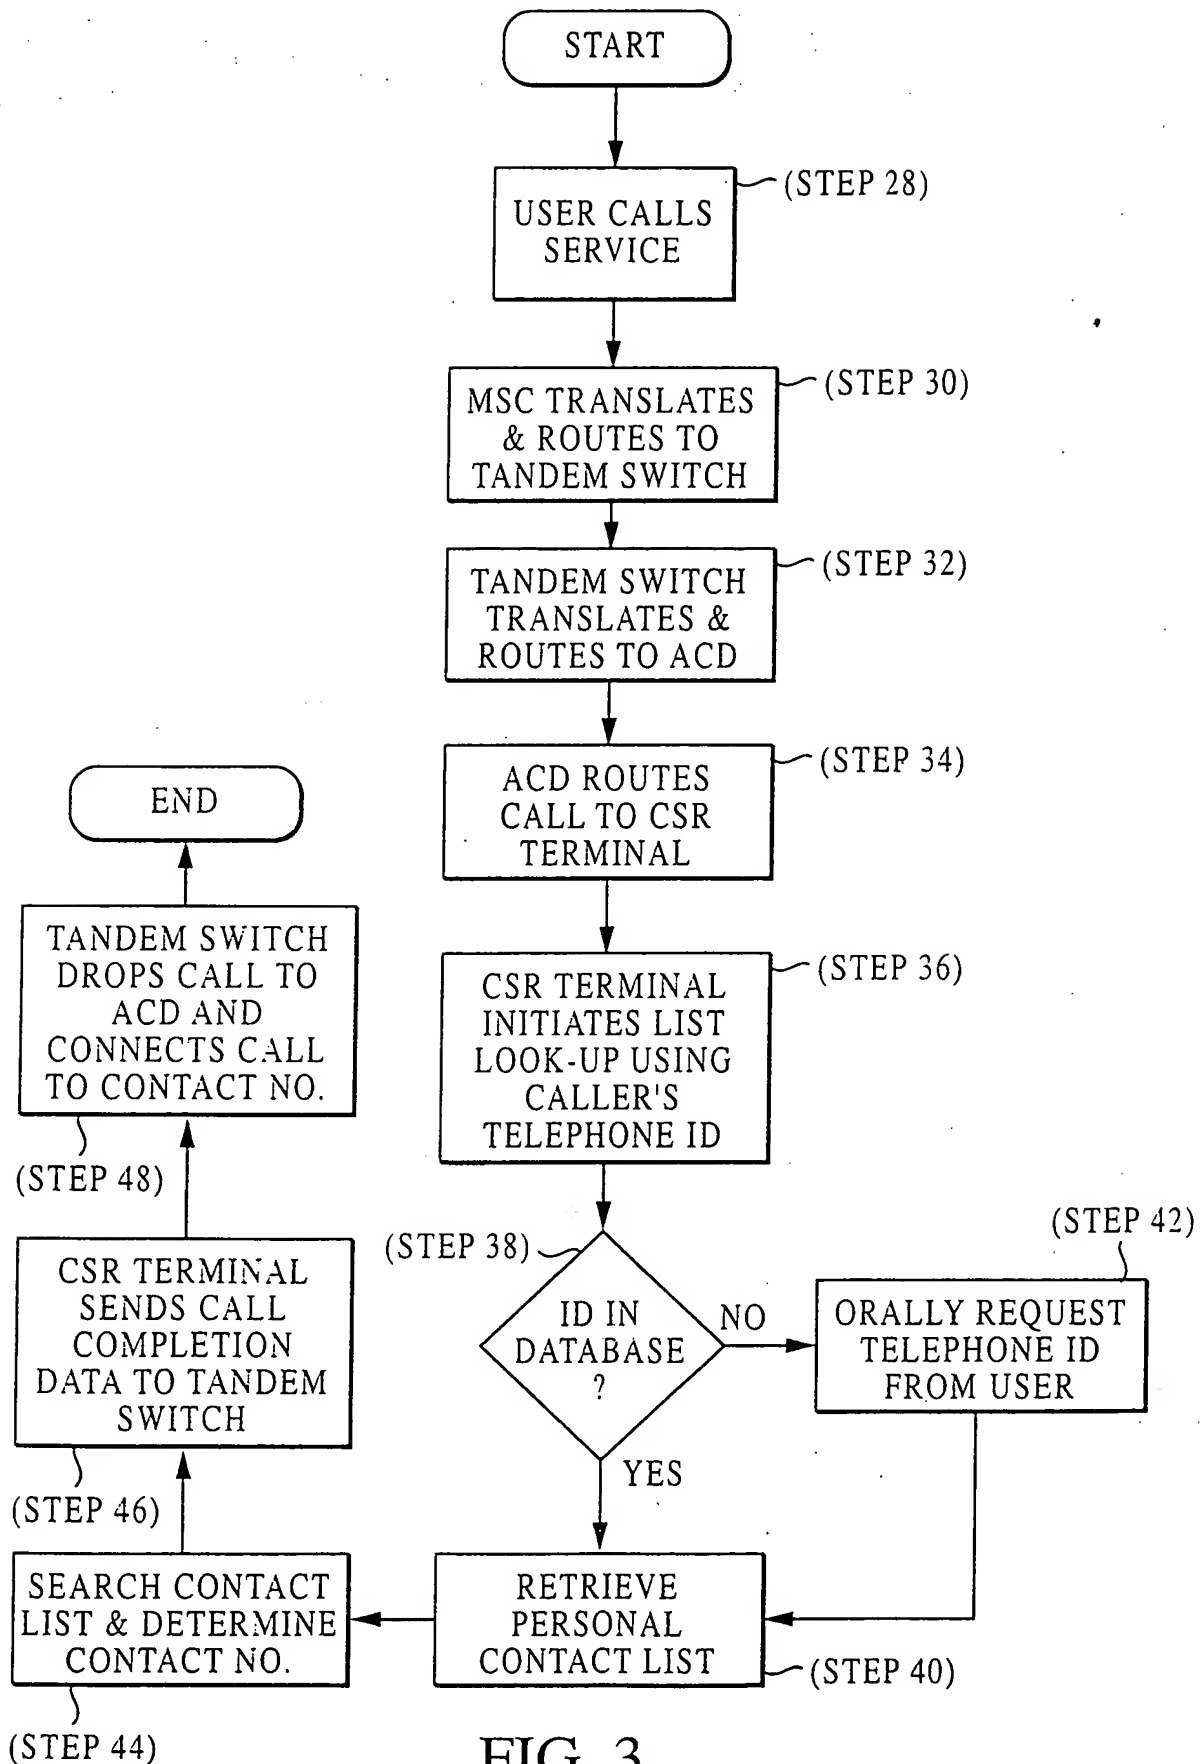 START
(STEP 28)
USER CALLS
SERVICE
(STEP 30)
MSC TRANSLATES
& ROUTES TO
TANDEM SWITCH
(STEP 32)
TANDEM SWITCH
TRANSLATES &
ROUTES TO ACD
(STEP 34)
ACD ROUTES
CALL TO CSR
TERMINAL
(STEP 36)
CSR TERMINAL
INITIATES LIST
LOOK-UP USING
CALLER'S
TELEPHONE ID
(STEP 38)
ID IN
DATABASE
?
NO
YES
(STEP 42)
ORALLY REQUEST
TELEPHONE ID
FROM USER
RETRIEVE
PERSONAL
CONTACT LIST
(STEP 40)
SEARCH CONTACT
LIST & DETERMINE
CONTACT NO.
(STEP 44)
CSR TERMINAL
SENDS CALL
COMPLETION
DATA TO TANDEM
SWITCH
(STEP 46)
TANDEM SWITCH
DROPS CALL TO
ACD AND
CONNECTS CALL
TO CONTACT NO.
(STEP 48)
END
FIG. 3